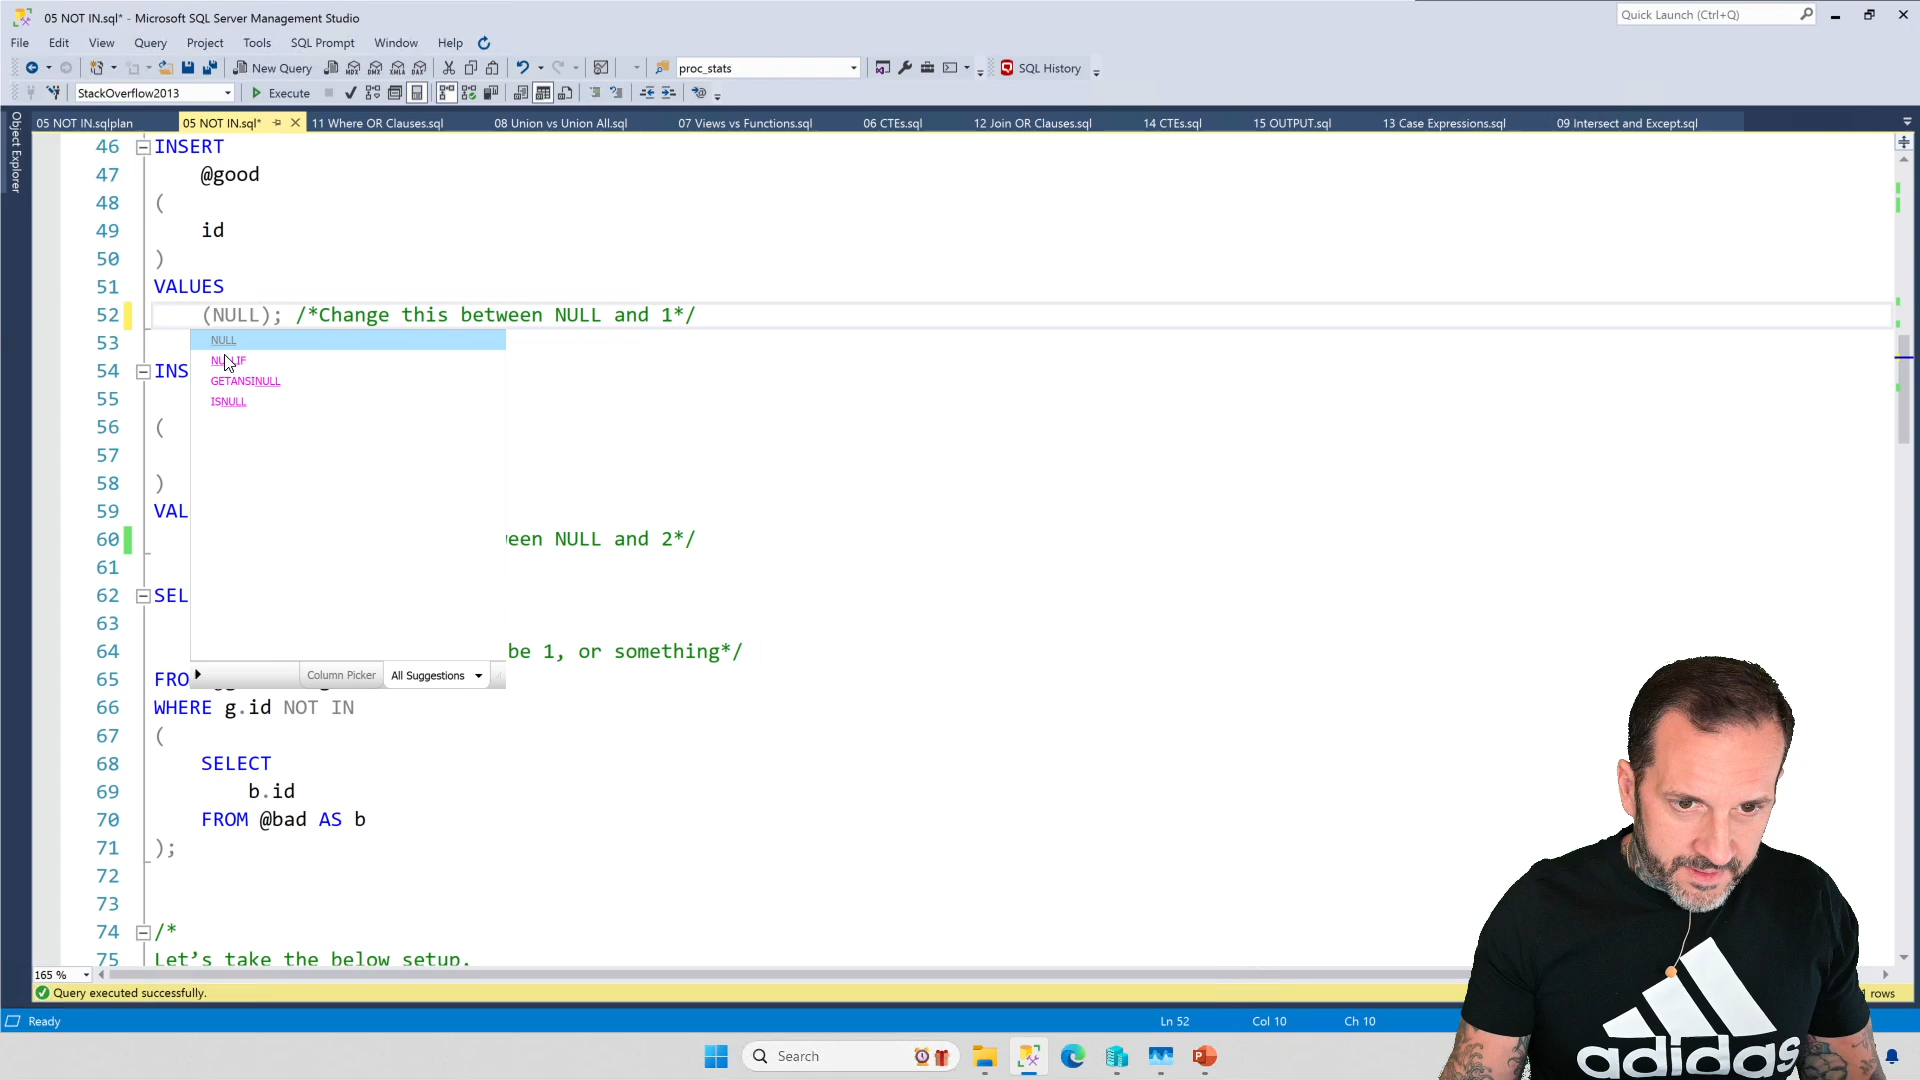 05 NOT IN.sql* - Microsoft SQL Server Management Studio
Quick Launch (Ctrl+Q)
File Edit View Query Project Tools SQL Prompt Window Help
New Query MDX DMX XMLA DAX proc_stats SQL History
StackOverflow2013 Execute
05 NOT IN.sqlplan 05 NOT IN.sql* 11 Where OR Clauses.sql 08 Union vs Union All.sql 07 Views vs Functions.sql 06 CTEs.sql 12 Join OR Clauses.sql 14 CTEs.sql 15 OUTPUT.sql 13 Case Expressions.sql 09 Intersect and Except.sql
Object Explorer
46 INSERT
47 @good
48 (
49 id
50 )
51 VALUES
52 (NULL); /*Change this between NULL and 1*/
53
54 INS
55
56 (
57
58 )
59 VAL
60 een NULL and 2*/
61
62 SEL
63
64 be 1, or something*/
65 FRO
66 WHERE g.id NOT IN
67 (
68 SELECT
69 b.id
70 FROM @bad AS b
71 );
72
73
74 /*
75 Let's take the below setup.
NULL
NULLIF
GETANSINULL
ISNULL
Column Picker All Suggestions
165 %
Query executed successfully.
rows
Ready Ln 52 Col 10 Ch 10
Search
adidas